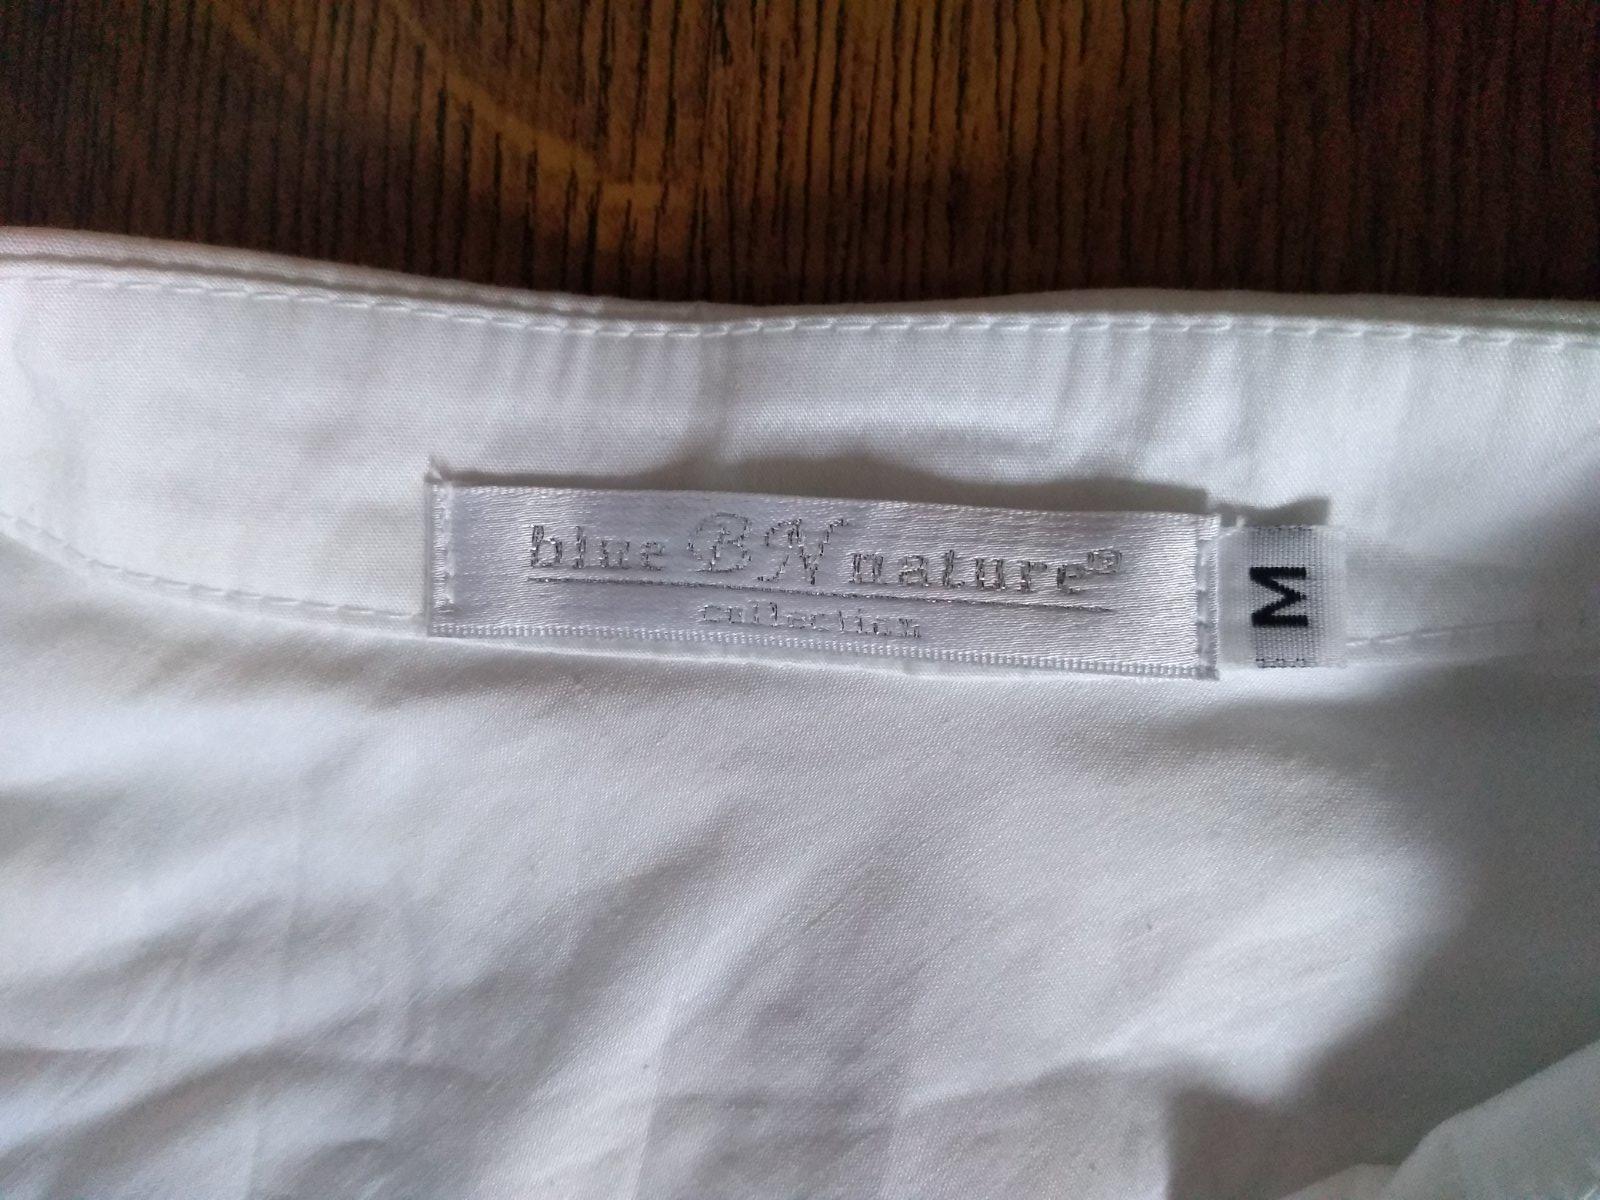 blue BN nature®
collection
M